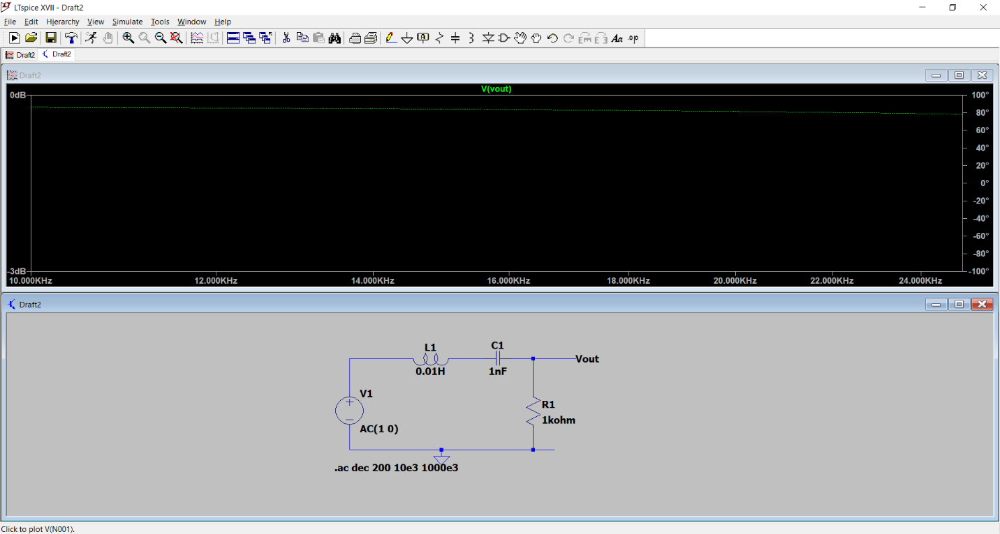 LTspice XVII - Draft2
File Edit Hierarchy View Simulate Tools Window Help
Draft2 Draft2
Draft2
V(vout)
0dB
100°
80°
60°
40°
20°
0°
-20°
-40°
-60°
-80°
-3dB
-100°
10.000KHz 12.000KHz 14.000KHz 16.000KHz 18.000KHz 20.000KHz 22.000KHz 24.000KHz
Draft2
L1 C1
Vout
0.01H 1nF
V1
R1
1kohm
AC(1 0)
.ac dec 200 10e3 1000e3
Click to plot V(N001).